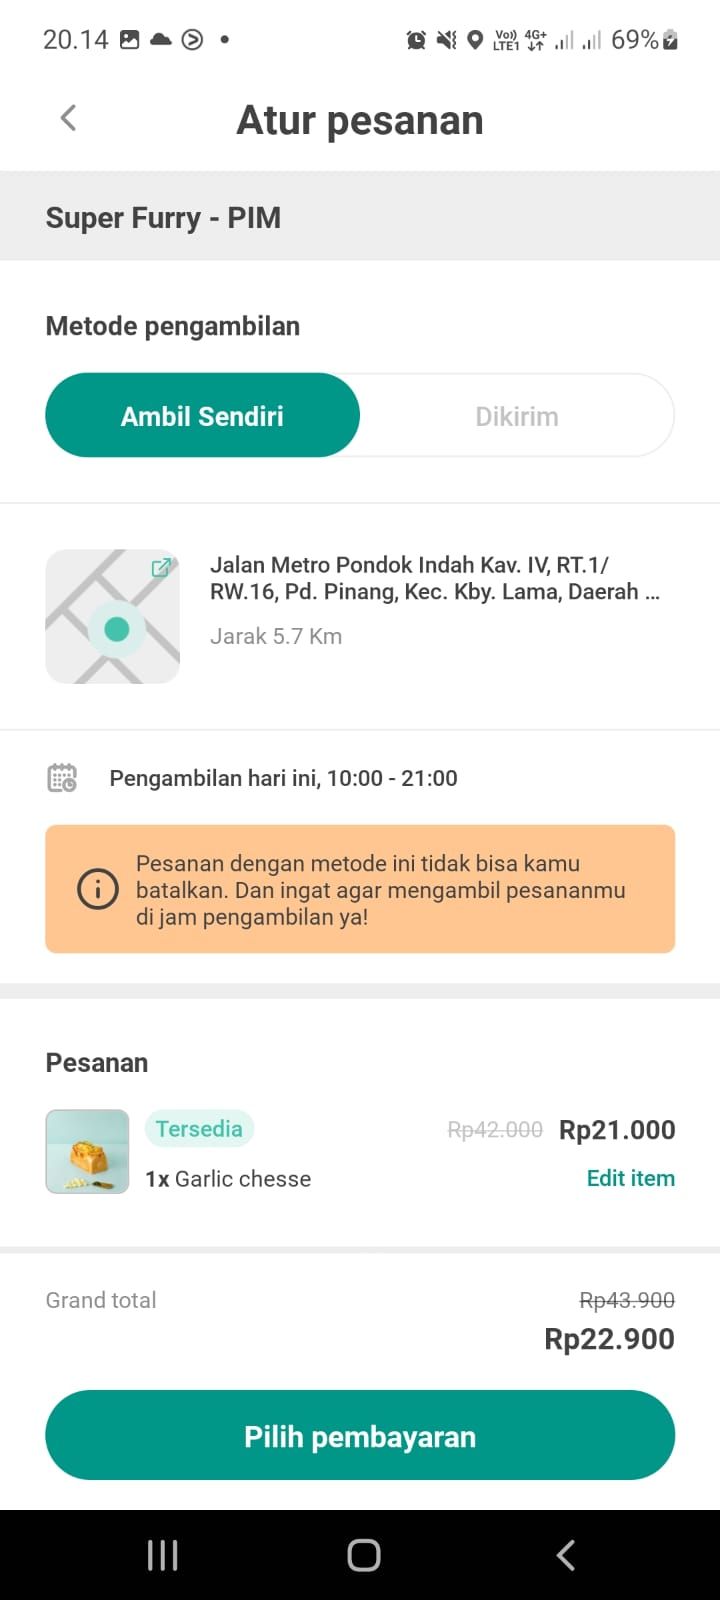 20.14
Vo)) 4G+
LTE1
69%
Atur pesanan
Super Furry - PIM
Metode pengambilan
Ambil Sendiri
Dikirim
Jalan Metro Pondok Indah Kav. IV, RT.1/
RW.16, Pd. Pinang, Kec. Kby. Lama, Daerah ...
Jarak 5.7 Km
Pengambilan hari ini, 10:00 - 21:00
Pesanan dengan metode ini tidak bisa kamu
batalkan. Dan ingat agar mengambil pesananmu
di jam pengambilan ya!
Pesanan
Tersedia
Rp42.000 Rp21.000
1x Garlic chesse
Edit item
Grand total
Rp43.900
Rp22.900
Pilih pembayaran